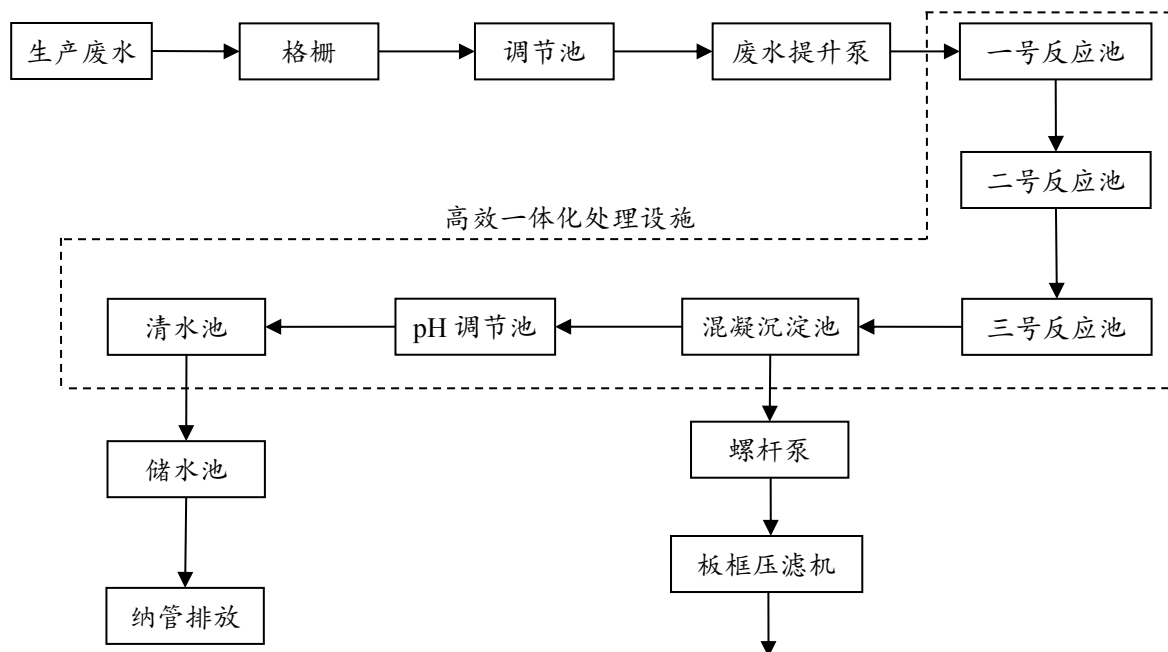 生产废水
格栅
调节池
废水提升泵
一号反应池
二号反应池
高效一体化处理设施
清水池
pH 调节池
混凝沉淀池
三号反应池
储水池
螺杆泵
板框压滤机
纳管排放